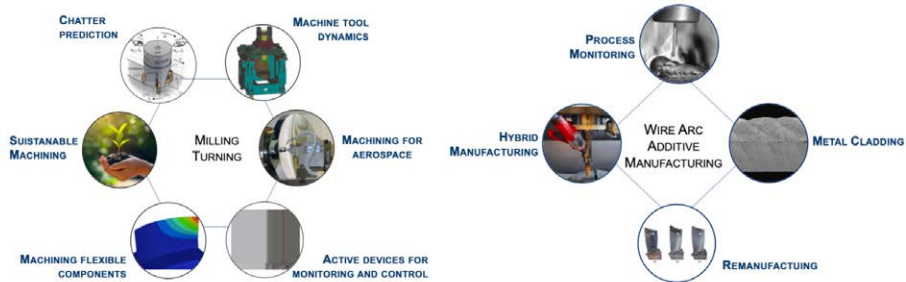 CHATTER
PREDICTION
MACHINE TOOL
DYNAMICS
SUISTANABLE
MACHINING
MILLING
TURNING
MACHINING FOR
AEROSPACE
MACHINING FLEXIBLE
COMPONENTS
ACTIVE DEVICES FOR
MONITORING AND CONTROL
PROCESS
MONITORING
HYBRID
MANUFACTURING
WIRE ARC
ADDITIVE
MANUFACTURING
METAL CLADDING
REMANUFACTUING